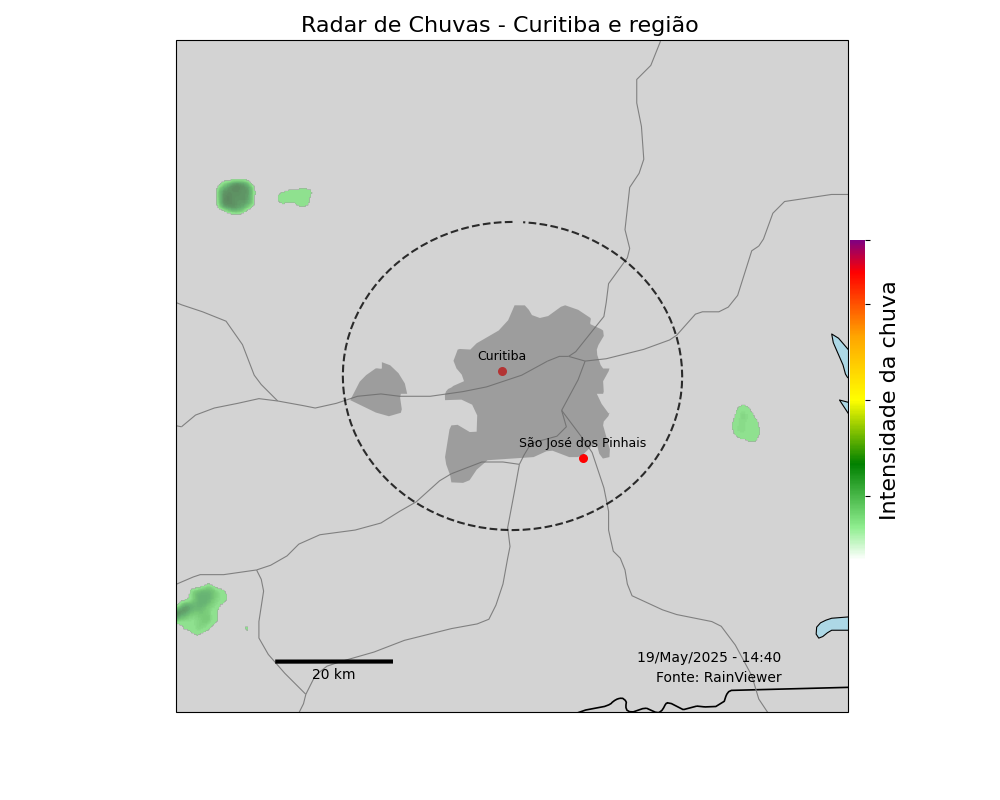 Radar de Chuvas - Curitiba e região
Curitiba
São José dos Pinhais
Intensidade da chuva
19/May/2025 - 14:40
20 km
Fonte: RainViewer